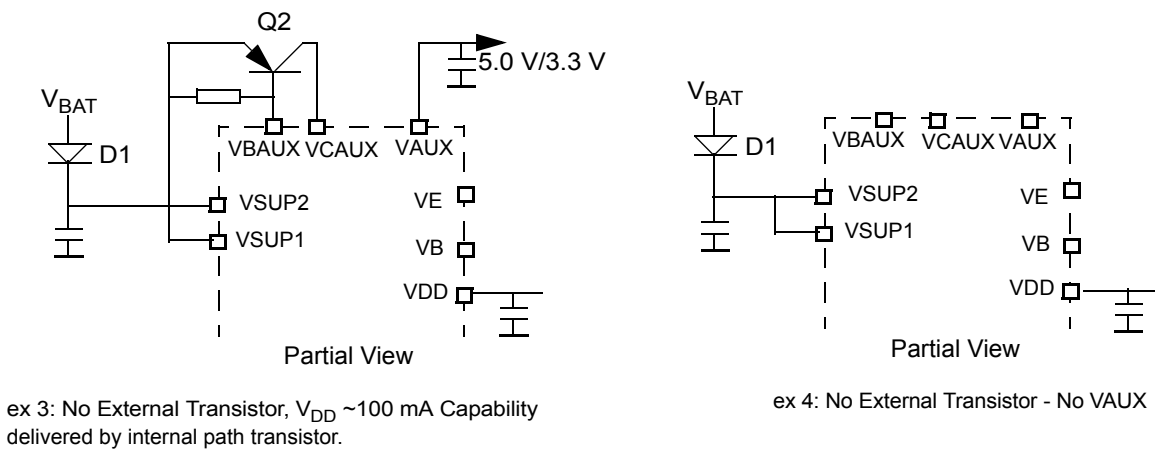 Q2
5.0 V/3.3 V
VBAT
D1
VBAUX VCAUX VAUX
VSUP2
VE
VSUP1
VB
VDD
Partial View
ex 3: No External Transistor, VDD ~100 mA Capability
delivered by internal path transistor.
VBAT
D1
VBAUX VCAUX VAUX
VSUP2
VE
VSUP1
VB
VDD
Partial View
ex 4: No External Transistor - No VAUX